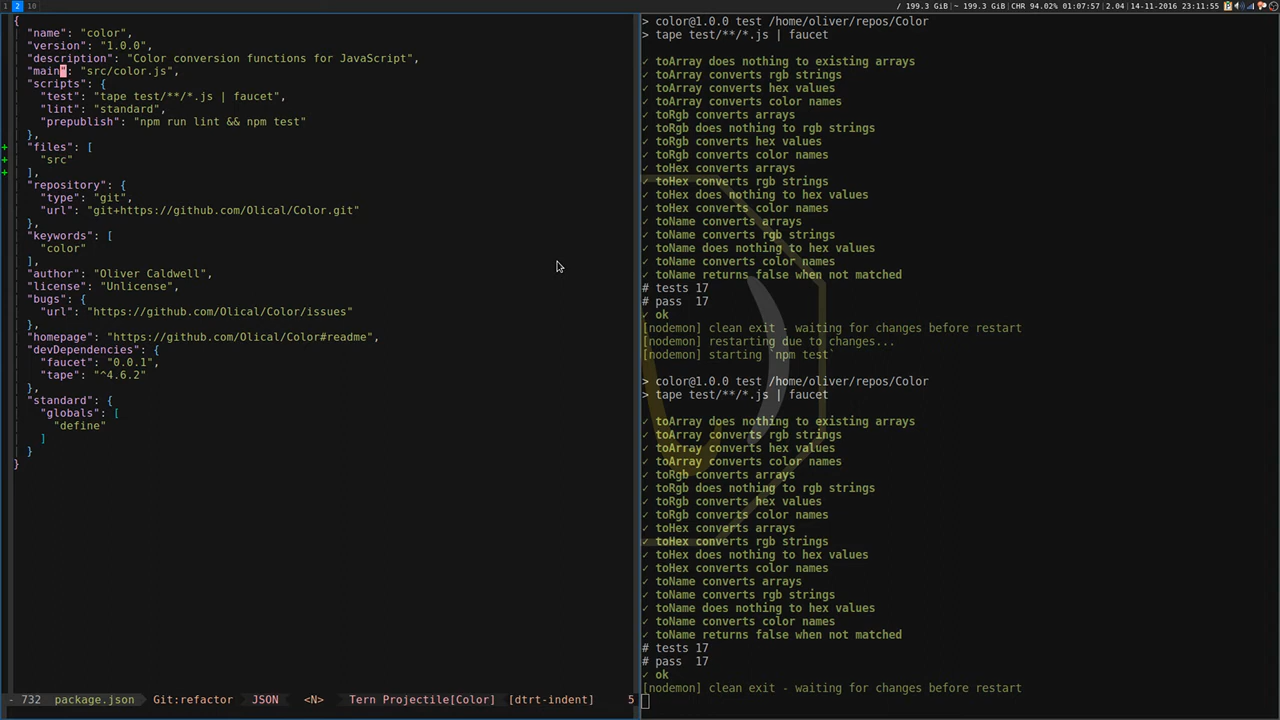 1 2 10 / 199.3 GiB ~ 199.3 GiB CHR 94.02% 01:07:57 2.04 14-11-2016 23:11:55
{
"name": "color",
"version": "1.0.0",
"description": "Color conversion functions for JavaScript",
"main": "src/color.js",
"scripts": {
"test": "tape test/**/*.js | faucet",
"lint": "standard",
"prepublish": "npm run lint && npm test"
},
+ "files": [
+ "src"
+ ],
"repository": {
"type": "git",
"url": "git+https://github.com/Olical/Color.git"
},
"keywords": [
"color"
],
"author": "Oliver Caldwell",
"license": "Unlicense",
"bugs": {
"url": "https://github.com/Olical/Color/issues"
},
"homepage": "https://github.com/Olical/Color#readme",
"devDependencies": {
"faucet": "0.0.1",
"tape": "^4.6.2"
},
"standard": {
"globals": [
"define"
]
}
}
- 732 package.json Git:refactor JSON <N> Tern Projectile[Color] [dtrt-indent] 5
> color@1.0.0 test /home/oliver/repos/Color
> tape test/**/*.js | faucet
✓ toArray does nothing to existing arrays
✓ toArray converts rgb strings
✓ toArray converts hex values
✓ toArray converts color names
✓ toRgb converts arrays
✓ toRgb does nothing to rgb strings
✓ toRgb converts hex values
✓ toRgb converts color names
✓ toHex converts arrays
✓ toHex converts rgb strings
✓ toHex does nothing to hex values
✓ toHex converts color names
✓ toName converts arrays
✓ toName converts rgb strings
✓ toName does nothing to hex values
✓ toName converts color names
✓ toName returns false when not matched
# tests 17
# pass  17
✓ ok
[nodemon] clean exit - waiting for changes before restart
[nodemon] restarting due to changes...
[nodemon] starting `npm test`
> color@1.0.0 test /home/oliver/repos/Color
> tape test/**/*.js | faucet
✓ toArray does nothing to existing arrays
✓ toArray converts rgb strings
✓ toArray converts hex values
✓ toArray converts color names
✓ toRgb converts arrays
✓ toRgb does nothing to rgb strings
✓ toRgb converts hex values
✓ toRgb converts color names
✓ toHex converts arrays
✓ toHex converts rgb strings
✓ toHex does nothing to hex values
✓ toHex converts color names
✓ toName converts arrays
✓ toName converts rgb strings
✓ toName does nothing to hex values
✓ toName converts color names
✓ toName returns false when not matched
# tests 17
# pass  17
✓ ok
[nodemon] clean exit - waiting for changes before restart